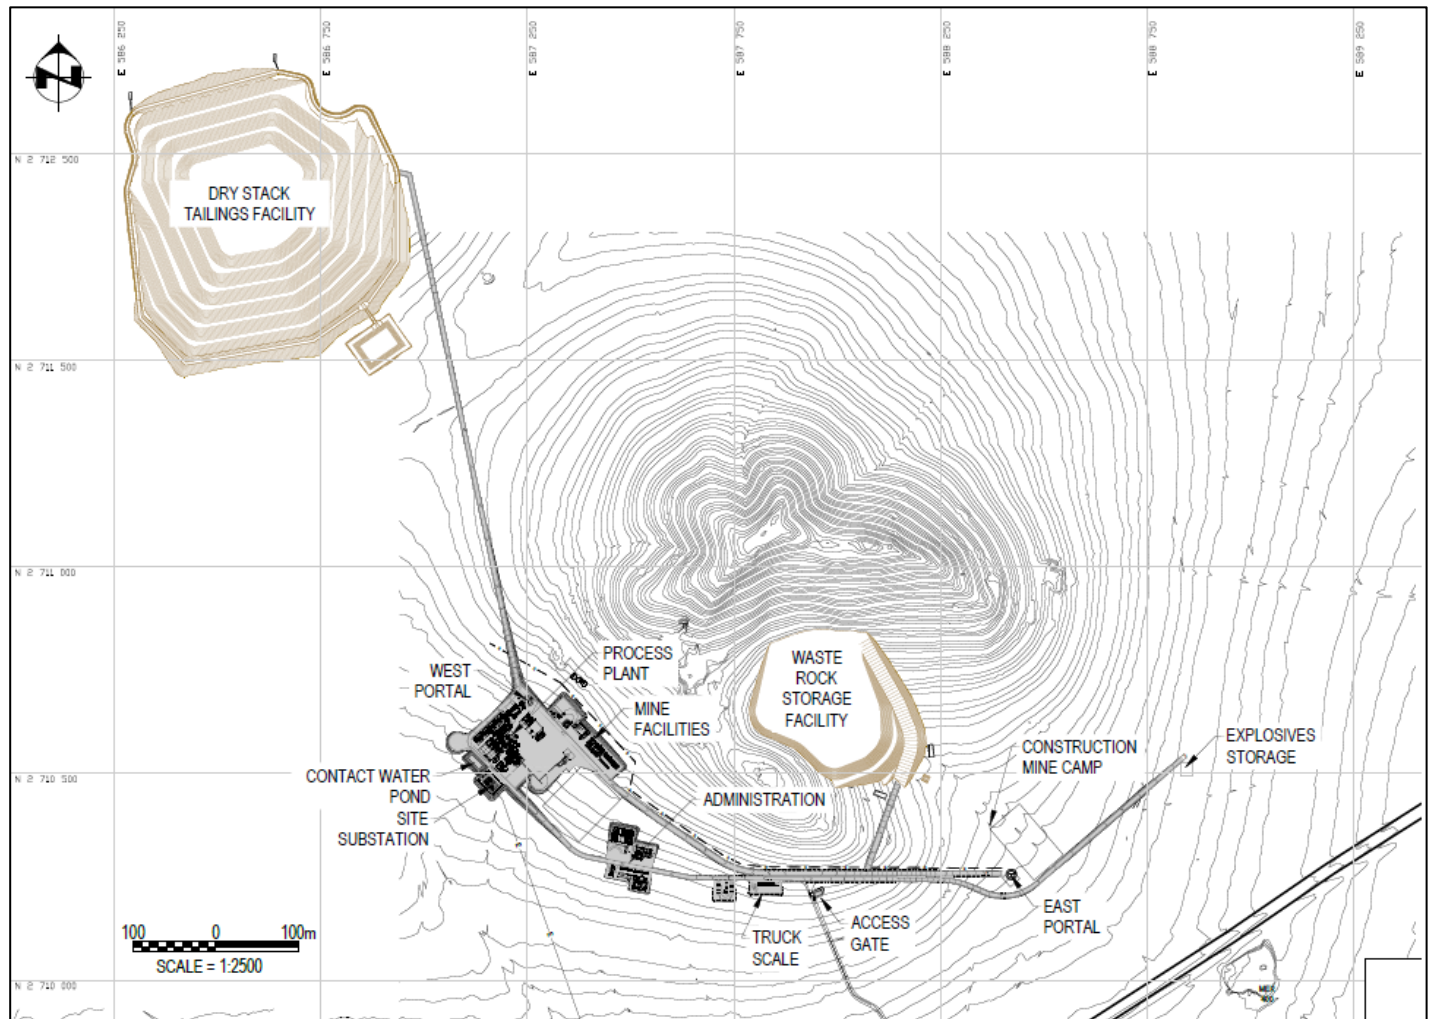 E 586 250
E 586 750
E 587 250
E 587 750
E 588 250
E 588 750
E 589 250
N
N 2 712 500
DRY STACK
TAILINGS FACILITY
N 2 711 500
N 2 711 000
PROCESS
PLANT
WEST
PORTAL
MINE
FACILITIES
WASTE
ROCK
STORAGE
FACILITY
CONSTRUCTION
MINE CAMP
EXPLOSIVES
STORAGE
N 2 710 500
CONTACT WATER
POND
SITE
SUBSTATION
ADMINISTRATION
EAST
PORTAL
ACCESS
GATE
TRUCK
SCALE
100 0 100m
SCALE = 1:2500
N 2 710 000